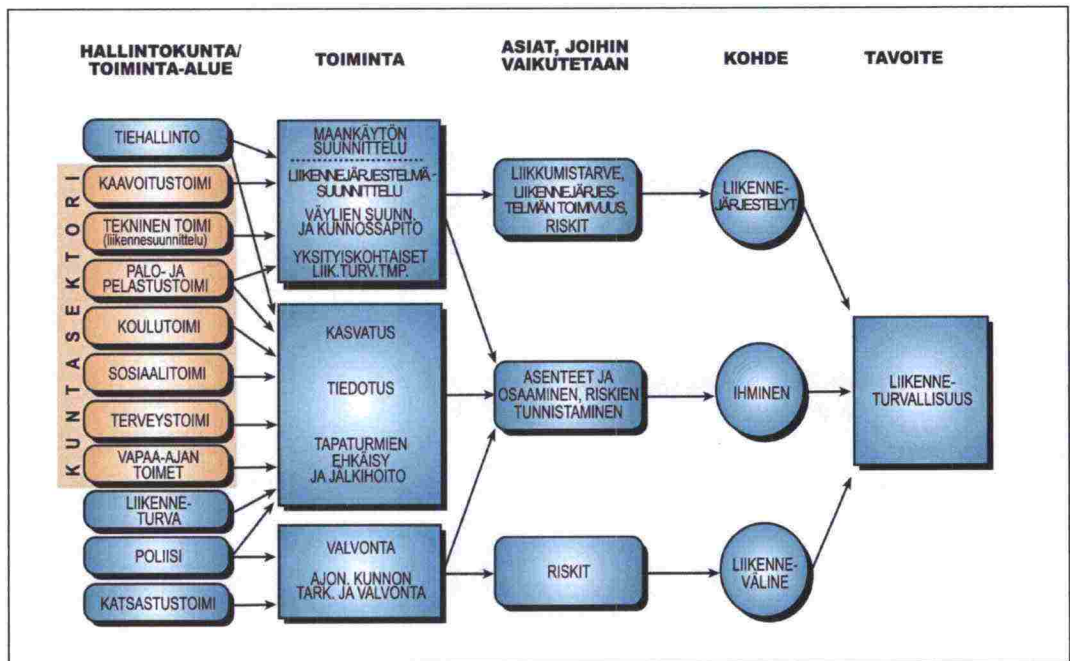 HALLINTOKUNTA/
TOIMINTA-ALUE
TOIMINTA
ASIAT, JOIHIN
VAIKUTETAAN
KOHDE
TAVOITE
KUNTASEKTORI
TIEHALLINTO
KAAVOITUSTOIMI
TEKNINEN TOIMI
(liikennesuunnittelu)
PALO- JA
PELASTUSTOIMI
KOULUTOIMI
SOSIAALITOIMI
TERVEYSTOIMI
VAPAA-AJAN
TOIMET
LIIKENNE-
TURVA
POLIISI
KATSASTUSTOIMI
MAANKÄYTÖN
SUUNNITTELU
LIIKENNEJÄRJESTELMÄ-
SUUNNITTELU
VÄYLIEN SUUNN.
JA KUNNOSSAPITO
YKSITYISKOHTAISET
LIIK.TURV.TMP.
KASVATUS
TIEDOTUS
TAPATURMIEN
EHKÄISY
JA JÄLKIHOITO
VALVONTA
AJON. KUNNON
TARK. JA VALVONTA
LIIKKUMISTARVE,
LIIKENNEJÄRJES-
TELMÄN TOIMIVUUS,
RISKIT
ASENTEET JA
OSAAMINEN, RISKIEN
TUNNISTAMINEN
RISKIT
LIIKENNE-
JÄRJESTELYT
IHMINEN
LIIKENNE-
VÄLINE
LIIKENNE-
TURVALLISUUS